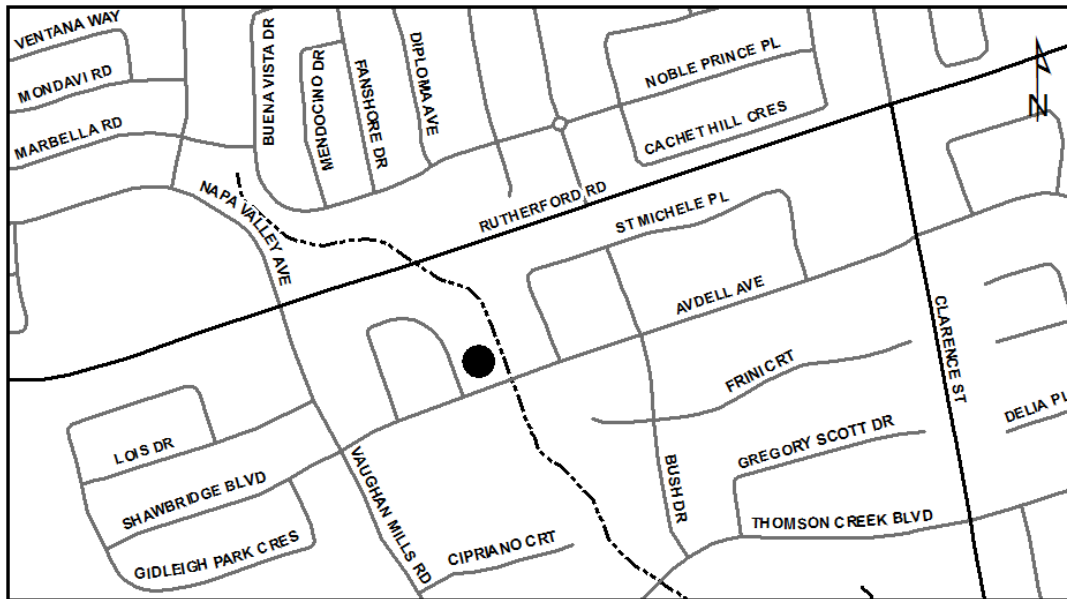 VENTANA WAY
MONDAVI RD
MARBELLA RD
BUENA VISTA DR
MENDOCINO DR
FANSHORE DR
DIPLOMA AVE
NOBLE PRINCE PL
CACHET HILL CRES
N
NAPA VALLEY AVE
RUTHERFORD RD
ST MICHELE PL
AVDELL AVE
CLARENCE ST
FRINI CRT
DELIA PL
LOIS DR
SHAWBRIDGE BLVD
GIDLEIGH PARK CRES
VAUGHAN MILLS RD
CIPRIANO CRT
BUSH DR
GREGORY SCOTT DR
THOMSON CREEK BLVD